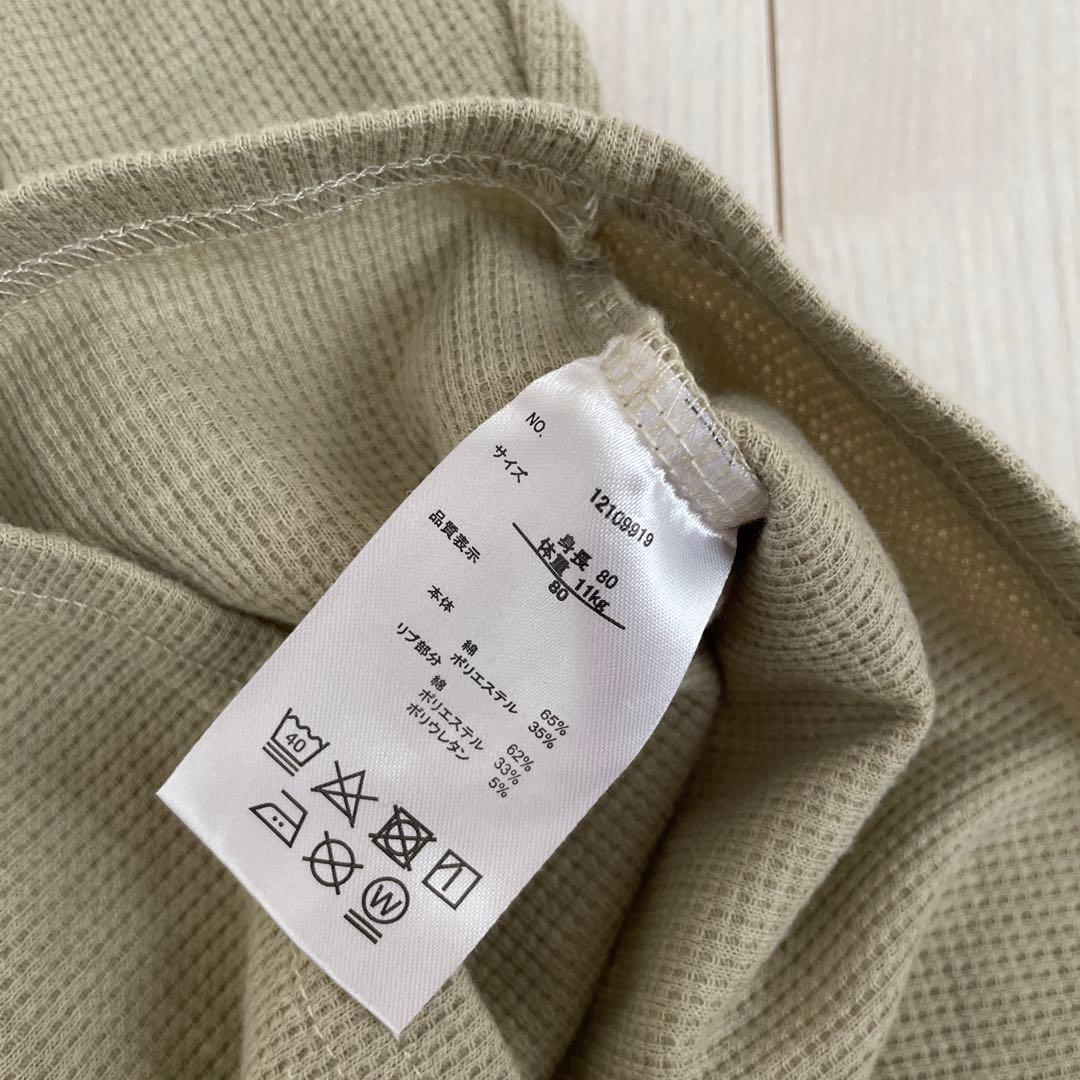 NO. 12109919
サイズ
身長 80
体重 11kg
80
品質表示
本体
綿 65%
ポリエステル 35%
リブ部分
綿 62%
ポリエステル 33%
ポリウレタン 5%
40
W